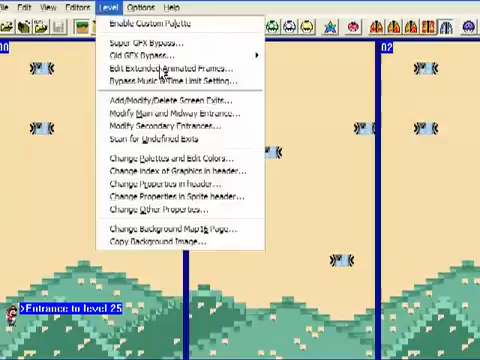 File View Editors Level Options Help
Enable Custom Palette
Super GFX Bypass...
Old GFX Bypass...
Edit Extended Animated Frames...
Bypass Music & Time Limit Setting...
Add/Modify/Delete Screen Exits...
Modify Main and Midway Entrance...
Modify Secondary Entrances...
Scan for Undefined Exits
Change Palettes and Edit Colors...
Change Index of Graphics in header...
Change Properties in header...
Change Properties in Sprite header...
Change Other Properties...
Change Background Map16 Page...
Copy Background Image...
00
02
>Entrance to level 25